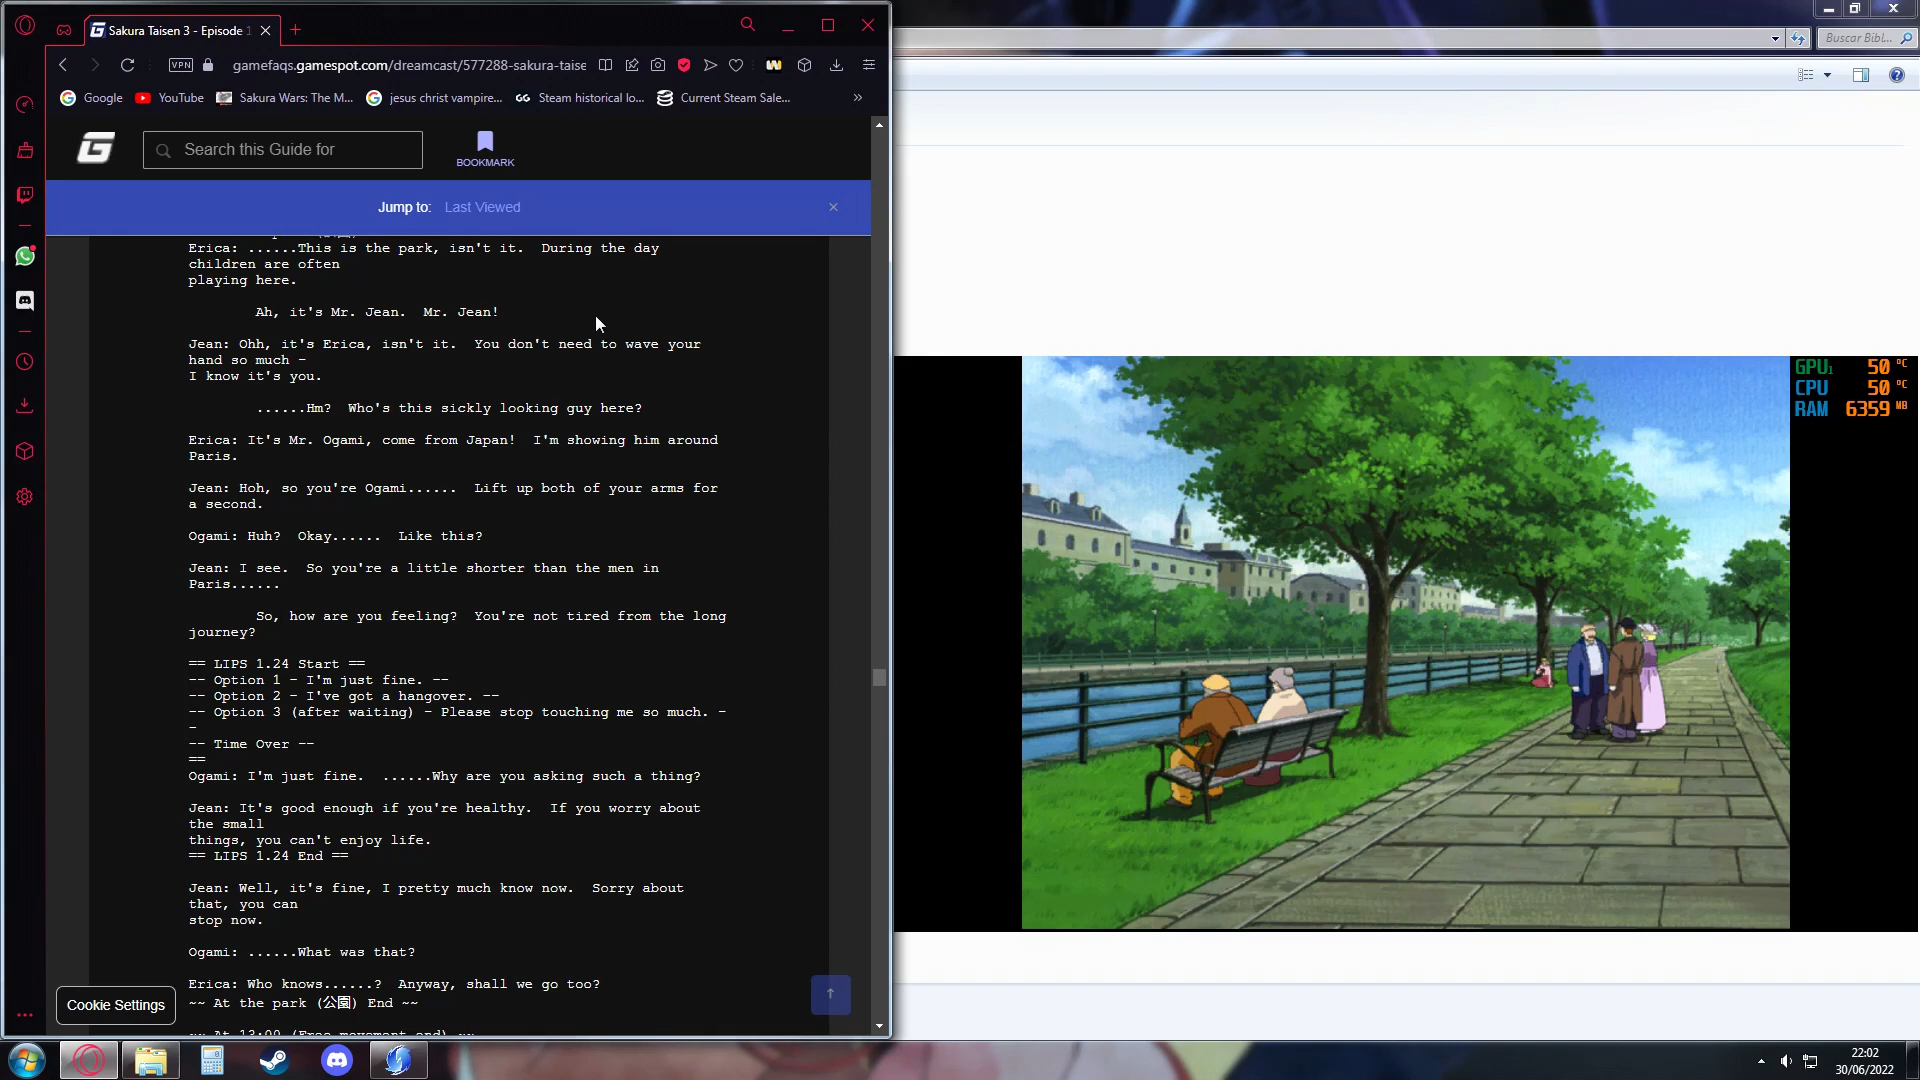 Sakura Taisen 3 - Episode 1
VPN
gamefaqs.gamespot.com/dreamcast/577288-sakura-taise
Buscar Bibl...
Google
YouTube
Sakura Wars: The M...
jesus christ vampire...
GG
Steam historical lo...
Current Steam Sale...
Search this Guide for
BOOKMARK
Jump to: Last Viewed
Erica: ......This is the park, isn't it.  During the day
children are often
playing here.
Ah, it's Mr. Jean.  Mr. Jean!
Jean: Ohh, it's Erica, isn't it.  You don't need to wave your
hand so much -
I know it's you.
......Hm?  Who's this sickly looking guy here?
Erica: It's Mr. Ogami, come from Japan!  I'm showing him around
Paris.
Jean: Hoh, so you're Ogami......  Lift up both of your arms for
a second.
Ogami: Huh?  Okay......  Like this?
Jean: I see.  So you're a little shorter than the men in
Paris......
So, how are you feeling?  You're not tired from the long
journey?
== LIPS 1.24 Start ==
-- Option 1 - I'm just fine. --
-- Option 2 - I've got a hangover. --
-- Option 3 (after waiting) - Please stop touching me so much. -
-
-- Time Over --
==
Ogami: I'm just fine.  ......Why are you asking such a thing?
Jean: It's good enough if you're healthy.  If you worry about
the small
things, you can't enjoy life.
== LIPS 1.24 End ==
Jean: Well, it's fine, I pretty much know now.  Sorry about
that, you can
stop now.
Ogami: ......What was that?
Erica: Who knows......?  Anyway, shall we go too?
~~ At the park (公園) End ~~
~~ At 13:00 (Free movement end) ~~
Cookie Settings
GPU1 50 °C
CPU 50 °C
RAM 6359 MB
22:02
30/06/2022